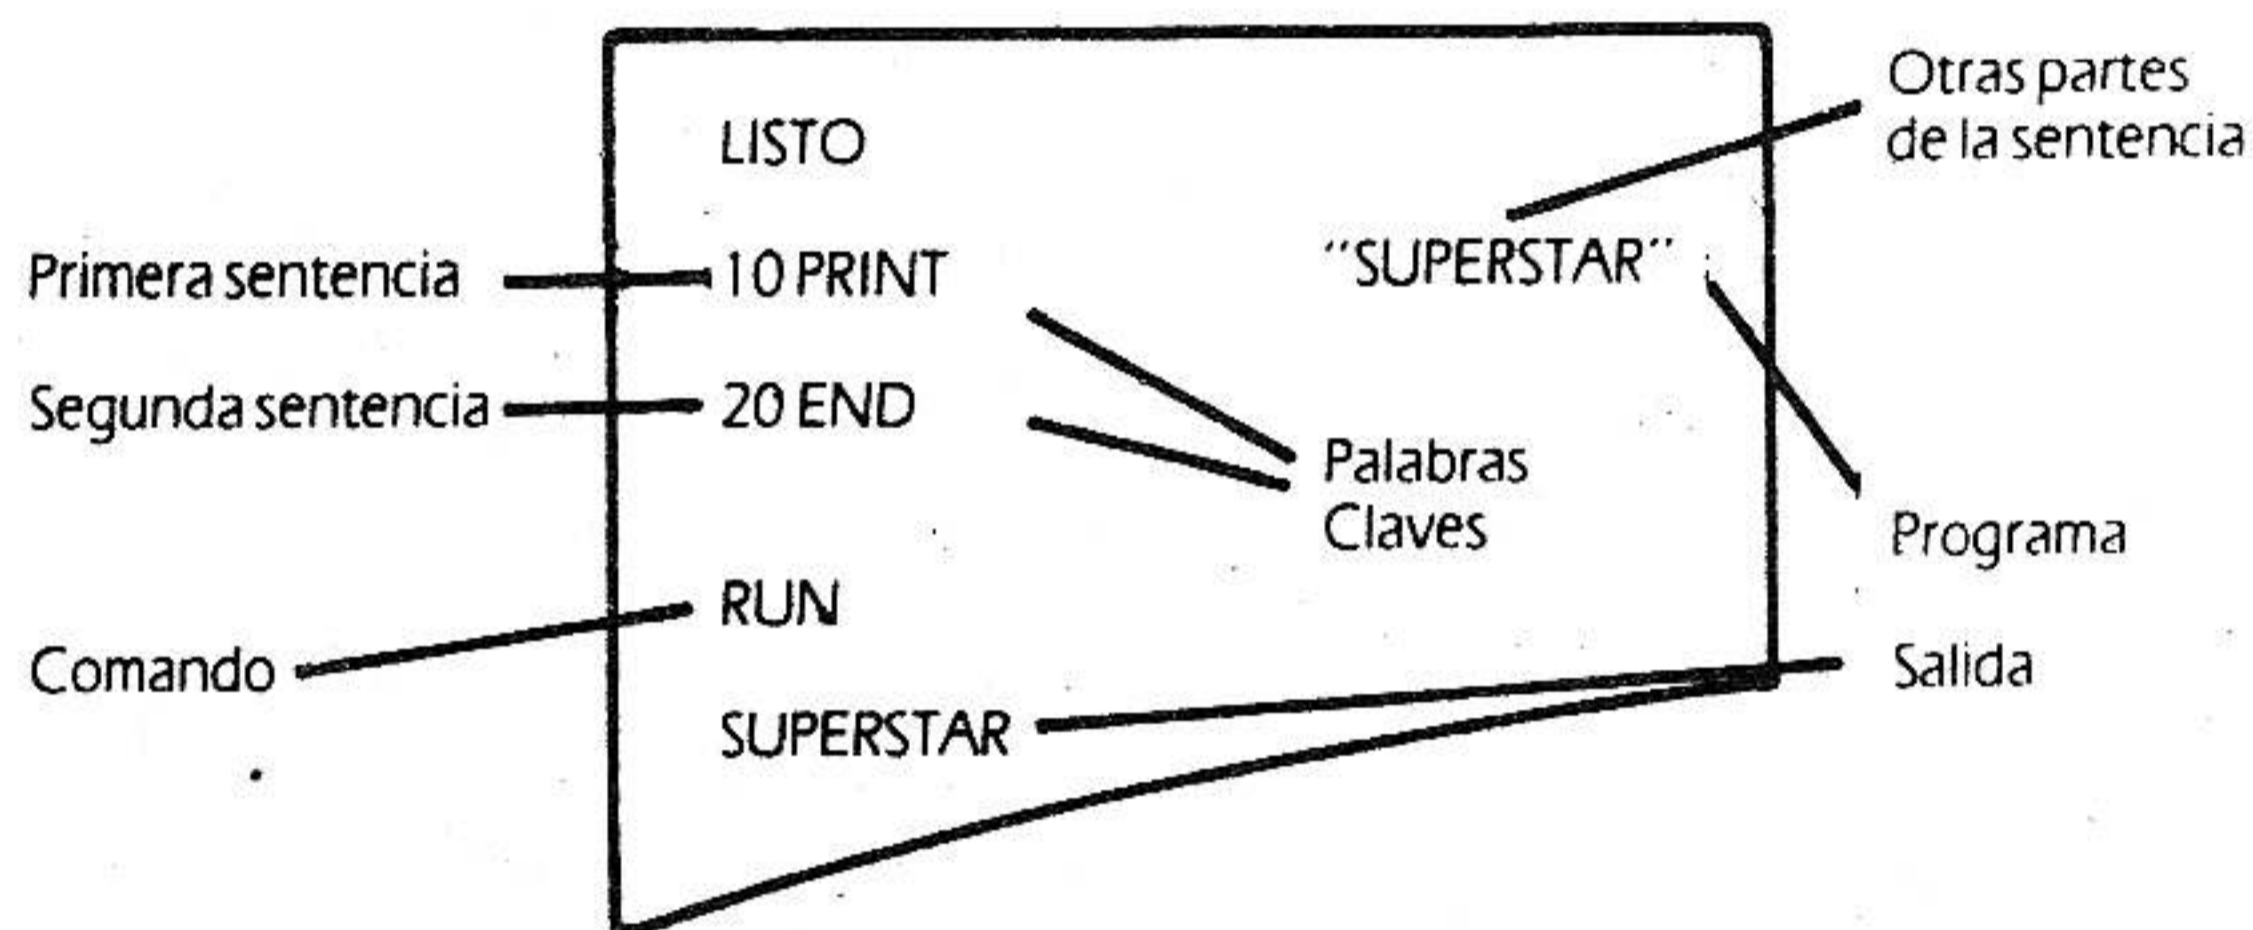 Otras partes
de la sentencia
LISTO
Primera sentencia
10 PRINT
"SUPERSTAR"
Segunda sentencia
20 END
Palabras
Claves
Programa
RUN
Comando
Salida
SUPERSTAR